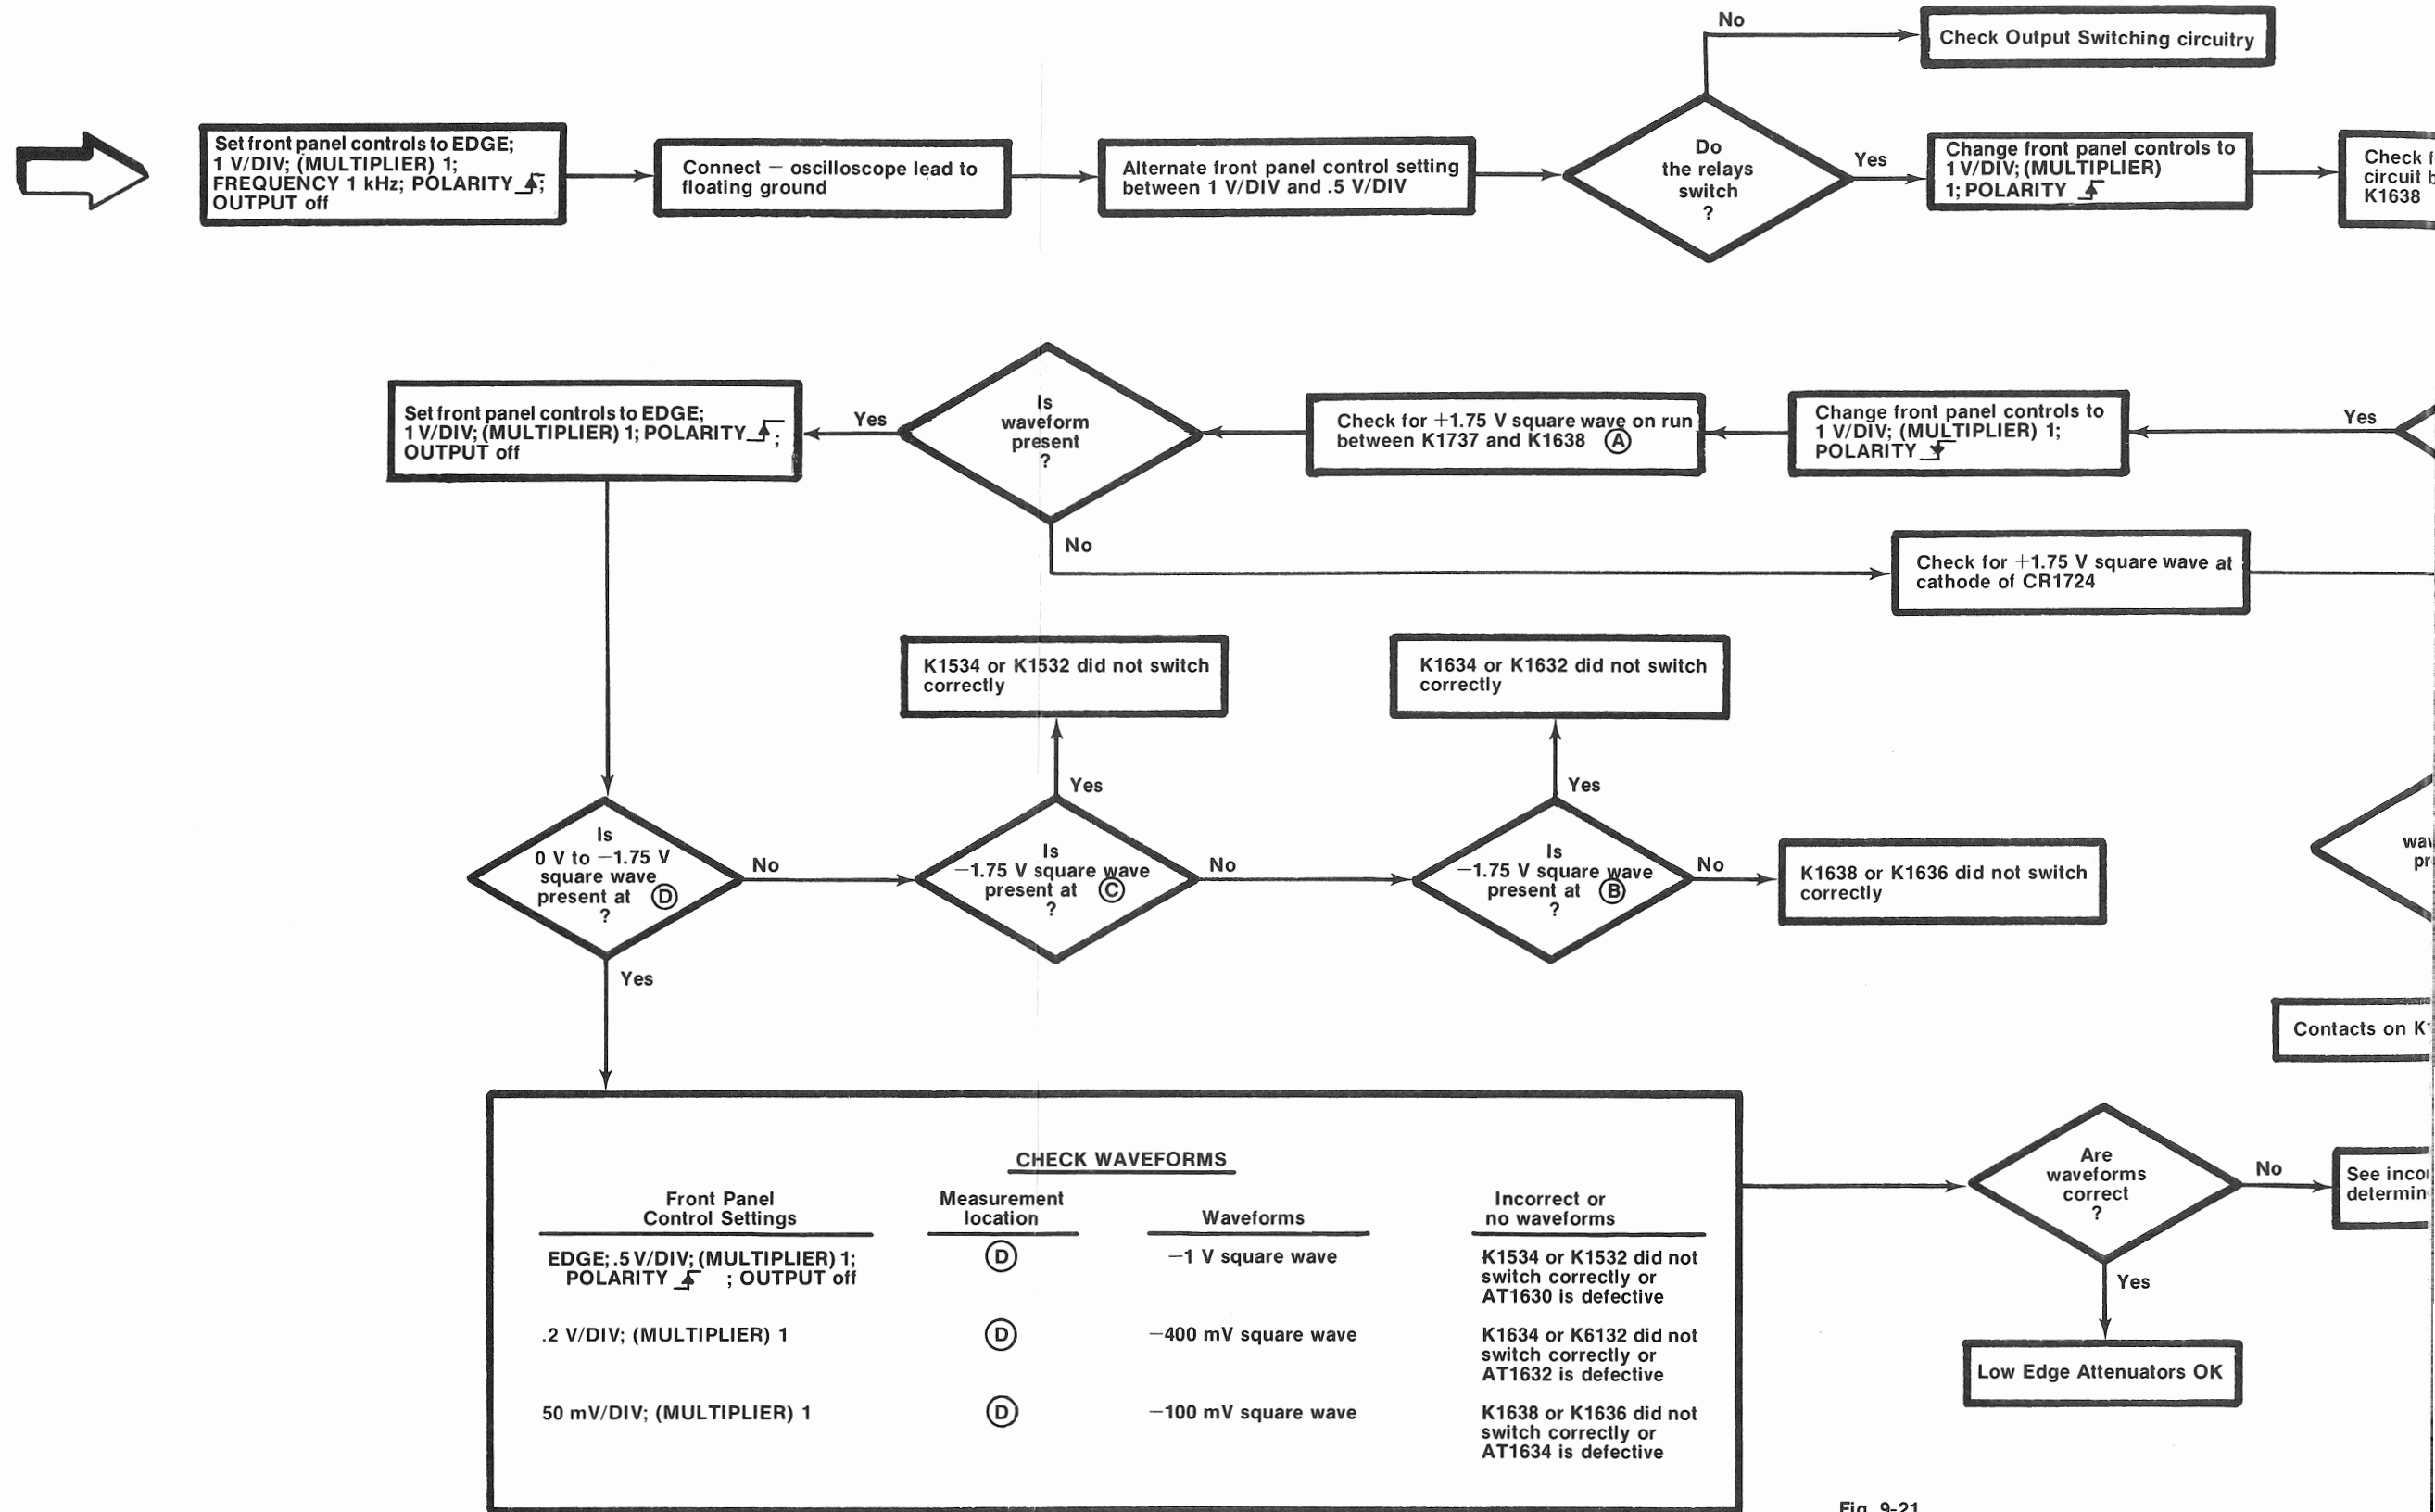 No
Check Output Switching circuitry
Set front panel controls to EDGE;
1 V/DIV; (MULTIPLIER) 1;
FREQUENCY 1 kHz; POLARITY ;
OUTPUT off
Connect – oscilloscope lead to
floating ground
Alternate front panel control setting
between 1 V/DIV and .5 V/DIV
Do
the relays
switch
?
Yes
Change front panel controls to
1 V/DIV; (MULTIPLIER)
1; POLARITY
Check
circuit
K1638
Set front panel controls to EDGE;
1 V/DIV; (MULTIPLIER) 1; POLARITY ;
OUTPUT off
Yes
Is
waveform
present
?
Check for +1.75 V square wave on run
between K1737 and K1638 A
Change front panel controls to
1 V/DIV; (MULTIPLIER) 1;
POLARITY
Yes
No
Check for +1.75 V square wave at
cathode of CR1724
K1534 or K1532 did not switch
correctly
K1634 or K1632 did not switch
correctly
Yes
Yes
Is
0 V to –1.75 V
square wave
present at D
?
No
Is
–1.75 V square wave
present at C
?
No
Is
–1.75 V square wave
present at B
?
No
K1638 or K1636 did not switch
correctly
Yes
Contacts on
CHECK WAVEFORMS
Front Panel
Control Settings
Measurement
location
Waveforms
Incorrect or
no waveforms
EDGE; .5 V/DIV; (MULTIPLIER) 1;
POLARITY ; OUTPUT off
D
–1 V square wave
K1534 or K1532 did not
switch correctly or
AT1630 is defective
.2 V/DIV; (MULTIPLIER) 1
D
–400 mV square wave
K1634 or K6132 did not
switch correctly or
AT1632 is defective
50 mV/DIV; (MULTIPLIER) 1
D
–100 mV square wave
K1638 or K1636 did not
switch correctly or
AT1634 is defective
Are
waveforms
correct
?
No
See
Yes
Low Edge Attenuators OK
Fig. 9-21